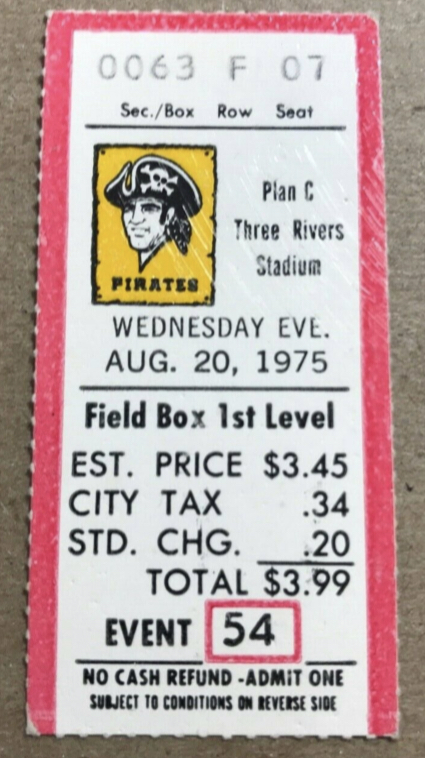 0063 F 07
Sec./Box Row Seat
Plan C
Three Rivers
Stadium
PIRATES
WEDNESDAY EVE.
AUG. 20, 1975
Field Box 1st Level
EST. PRICE $3.45
CITY TAX .34
STD. CHG. .20
TOTAL $3.99
EVENT 54
NO CASH REFUND -ADMIT ONE
SUBJECT TO CONDITIONS ON REVERSE SIDE